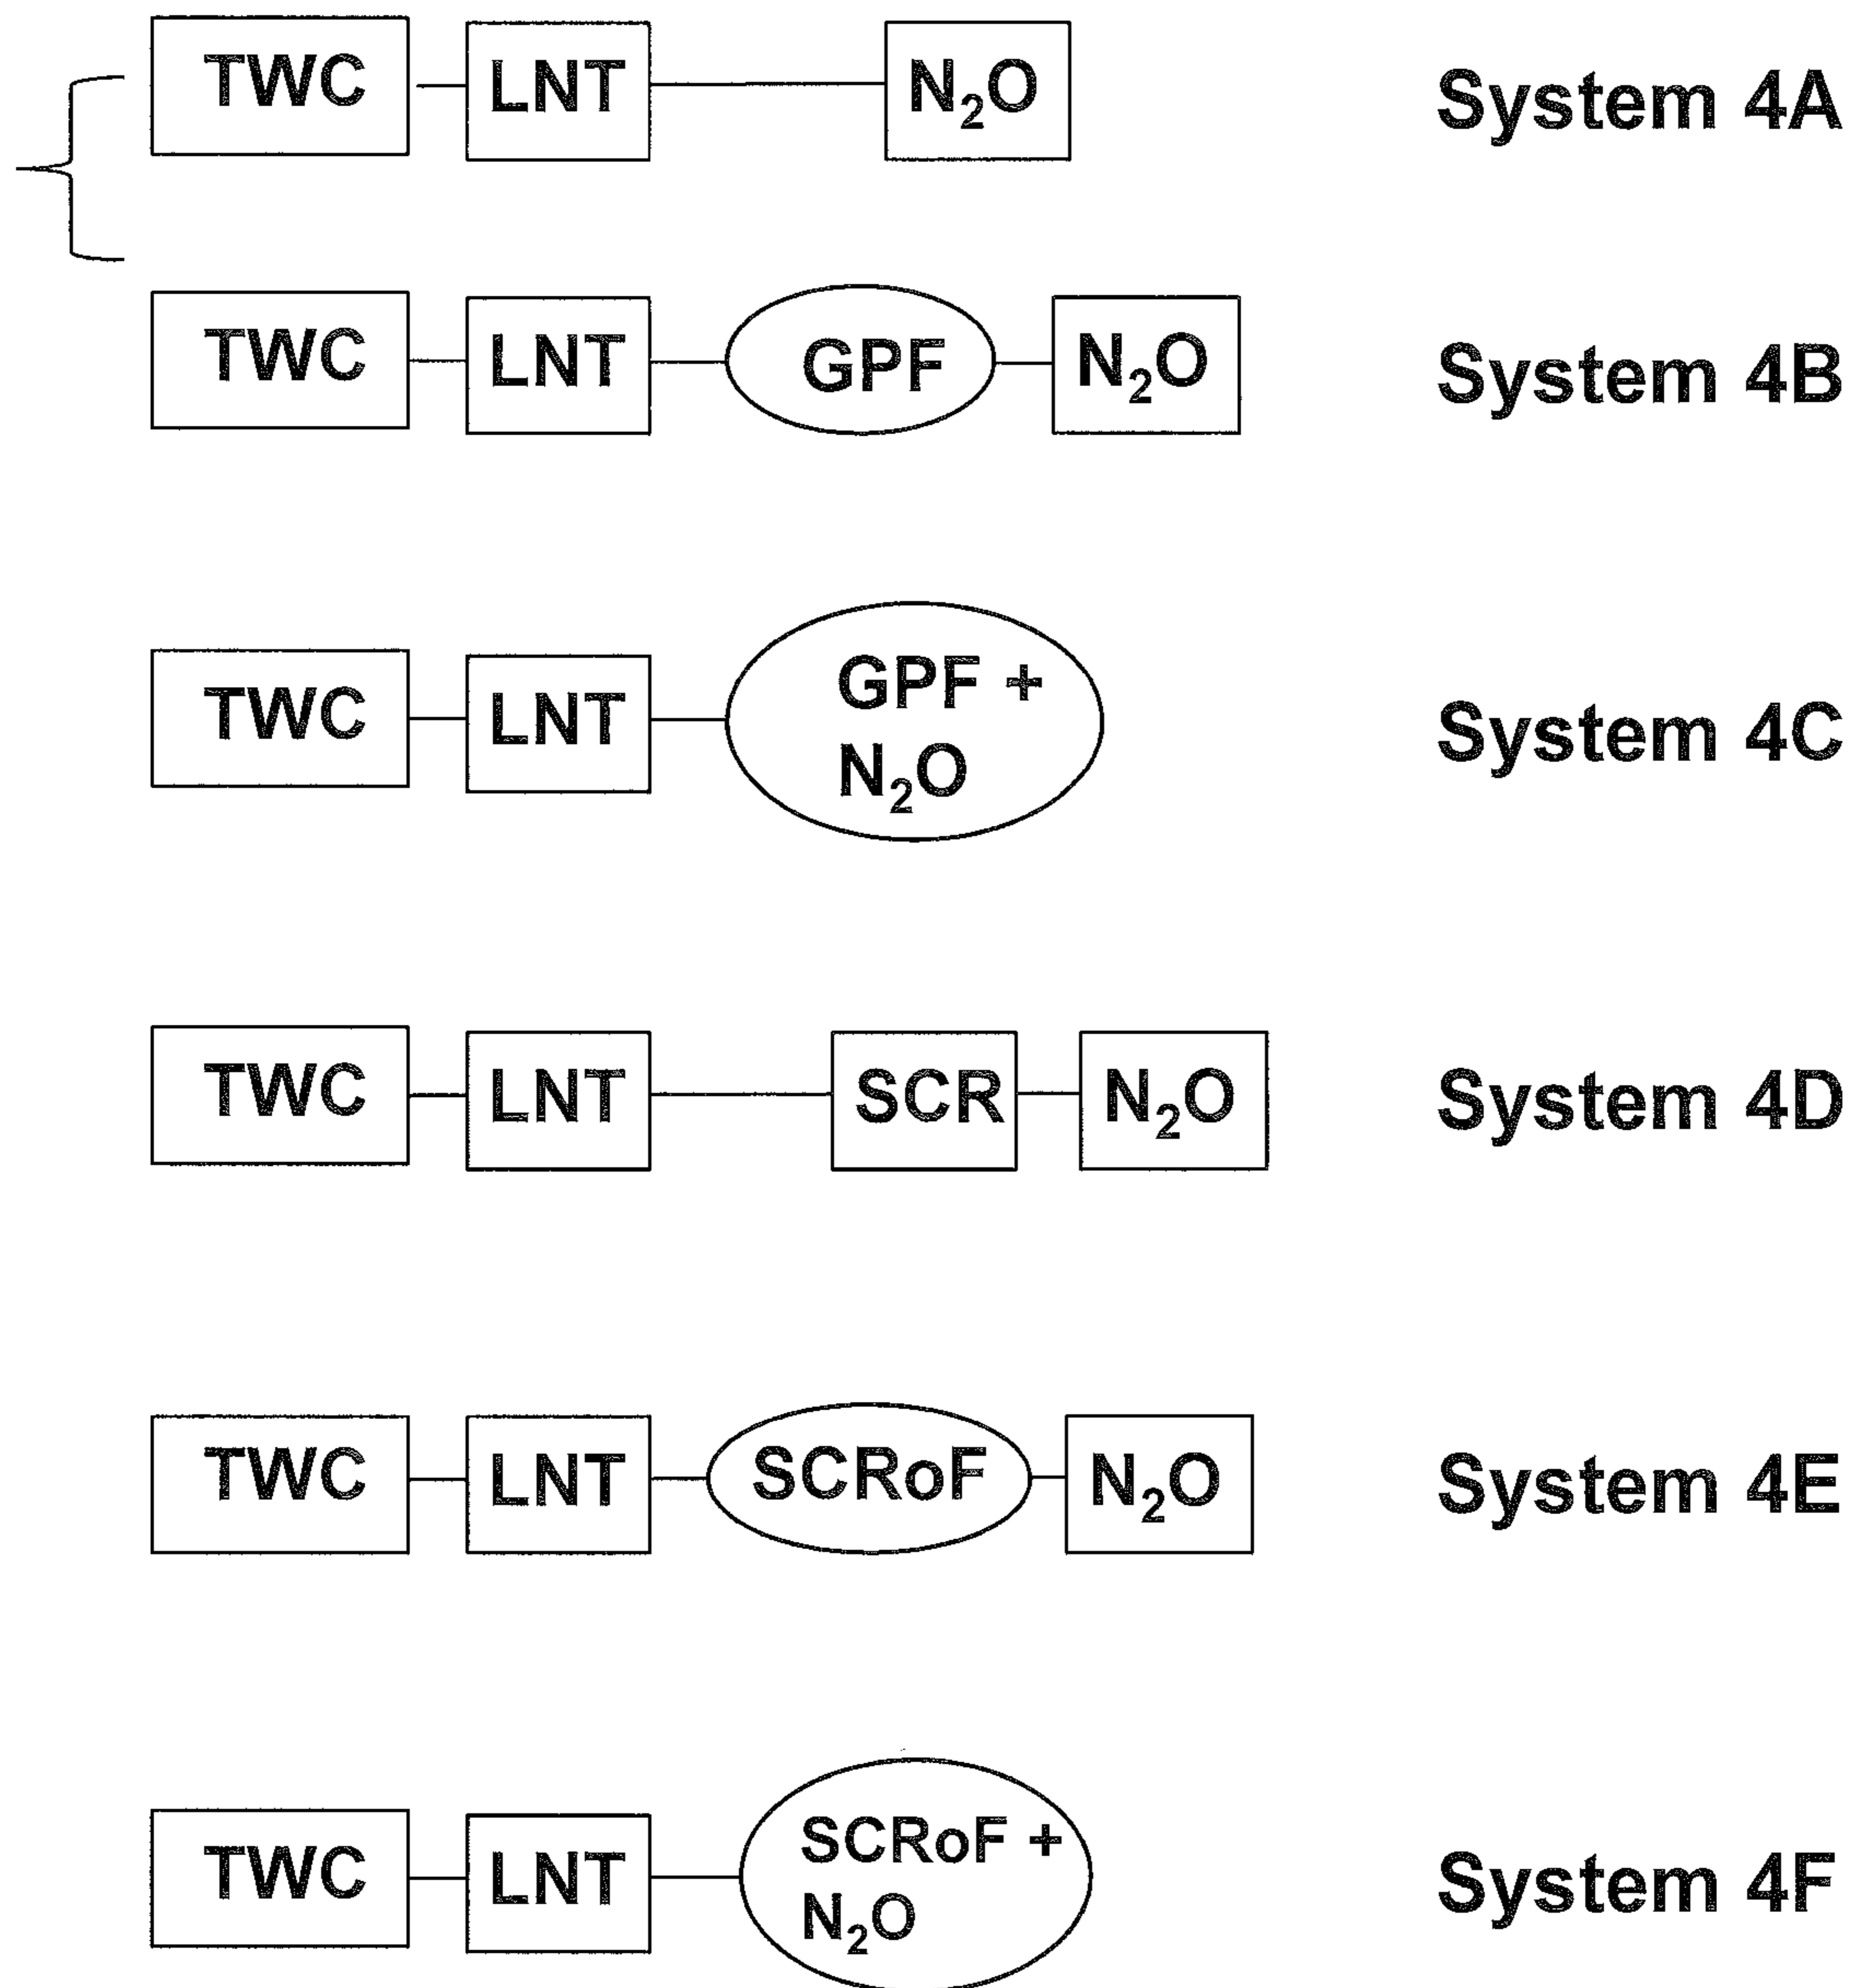 TWC LNT N₂O System 4A
TWC LNT GPF N₂O System 4B
TWC LNT GPF +
N₂O System 4C
TWC LNT SCR N₂O System 4D
TWC LNT SCRoF N₂O System 4E
TWC LNT SCRoF +
N₂O System 4F